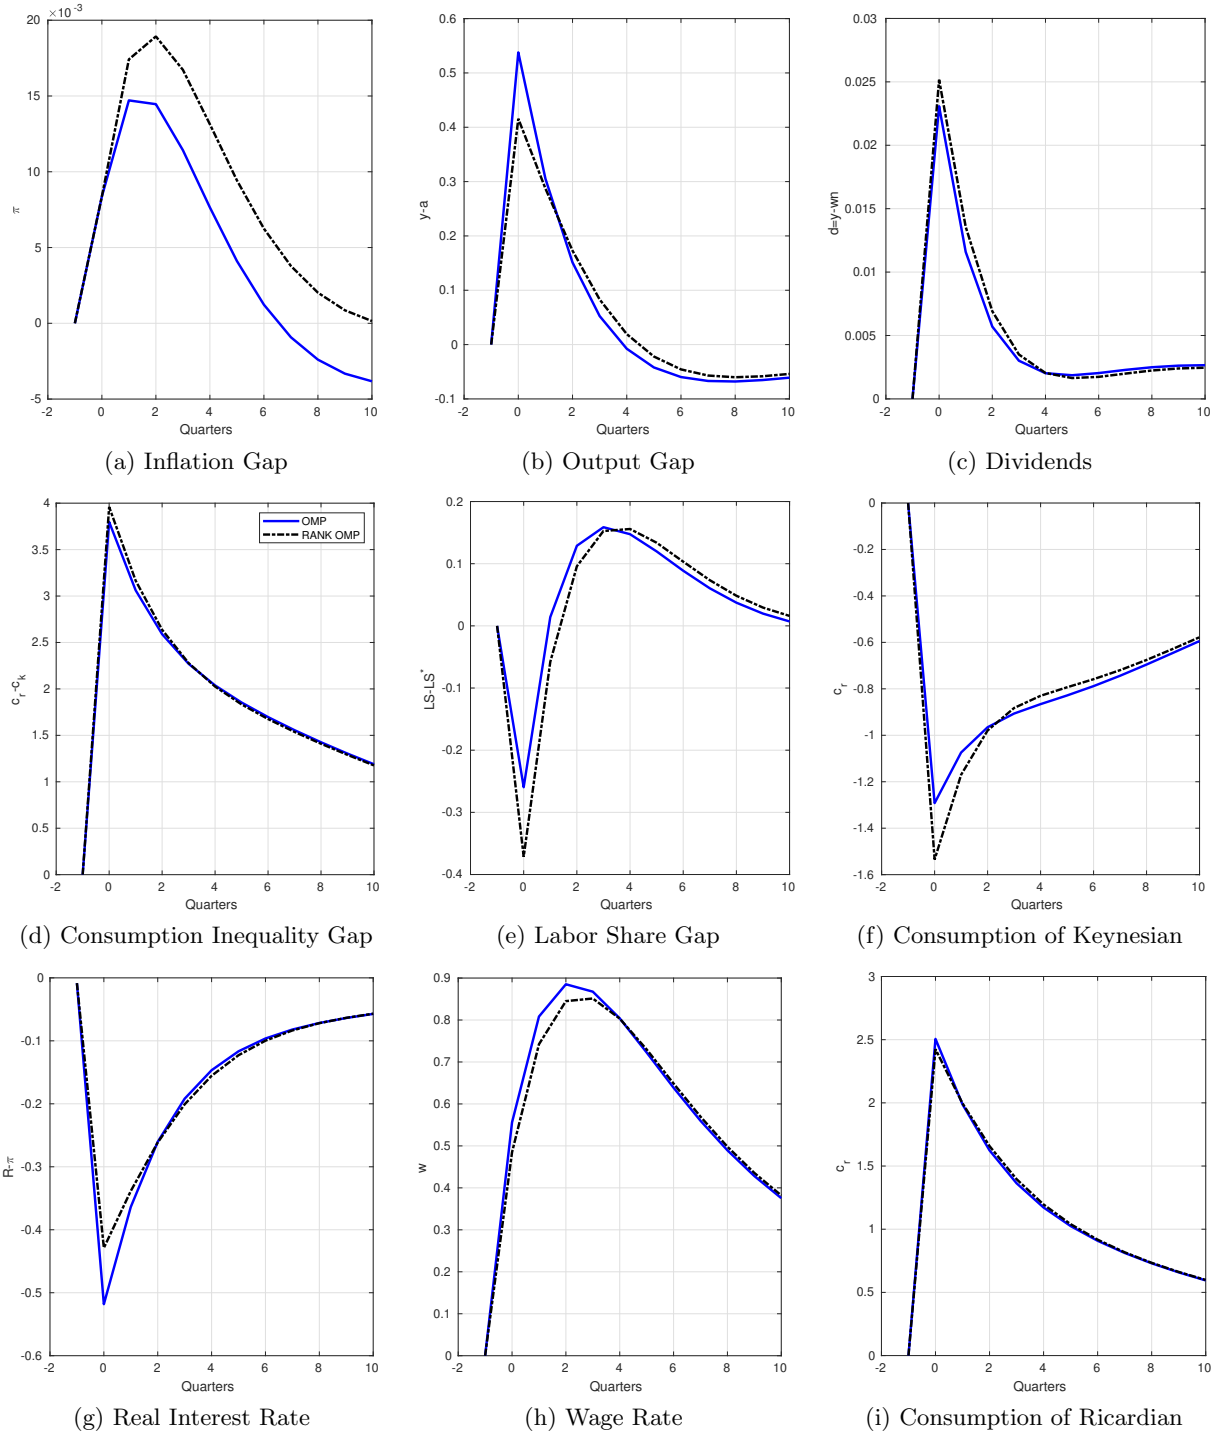 ×10⁻³
20
15
10
5
0
-5
π
-2 0 2 4 6 8 10
Quarters
(a) Inflation Gap
0.6
0.5
0.4
0.3
0.2
0.1
0
-0.1
y-a
-2 0 2 4 6 8 10
Quarters
(b) Output Gap
0.03
0.025
0.02
0.015
0.01
0.005
0
d=y-wn
-2 0 2 4 6 8 10
Quarters
(c) Dividends
4
3.5
3
2.5
2
1.5
1
0.5
0
c_r-c_k
OMP
RANK OMP
-2 0 2 4 6 8 10
Quarters
(d) Consumption Inequality Gap
0.2
0.1
0
-0.1
-0.2
-0.3
-0.4
LS-LS*
-2 0 2 4 6 8 10
Quarters
(e) Labor Share Gap
0
-0.2
-0.4
-0.6
-0.8
-1
-1.2
-1.4
-1.6
c_r
-2 0 2 4 6 8 10
Quarters
(f) Consumption of Keynesian
0
-0.1
-0.2
-0.3
-0.4
-0.5
-0.6
R-π
-2 0 2 4 6 8 10
Quarters
(g) Real Interest Rate
0.9
0.8
0.7
0.6
0.5
0.4
0.3
0.2
0.1
0
w
-2 0 2 4 6 8 10
Quarters
(h) Wage Rate
3
2.5
2
1.5
1
0.5
0
c_r
-2 0 2 4 6 8 10
Quarters
(i) Consumption of Ricardian